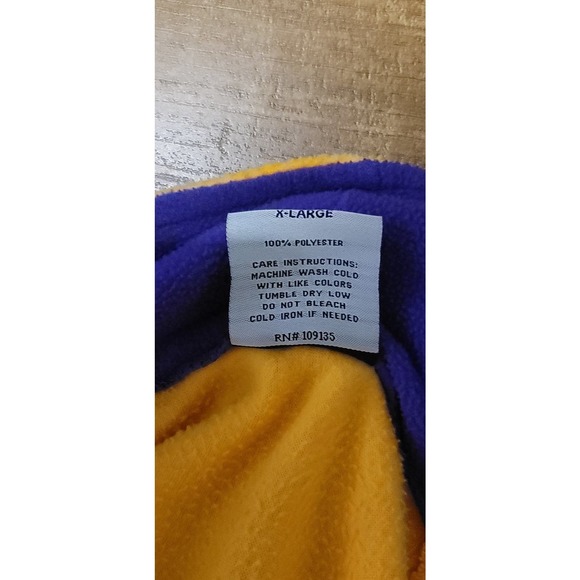 X-LARGE
100% POLYESTER
CARE INSTRUCTIONS:
MACHINE WASH COLD
WITH LIKE COLORS
TUMBLE DRY LOW
DO NOT BLEACH
COLD IRON IF NEEDED
RN# 109135